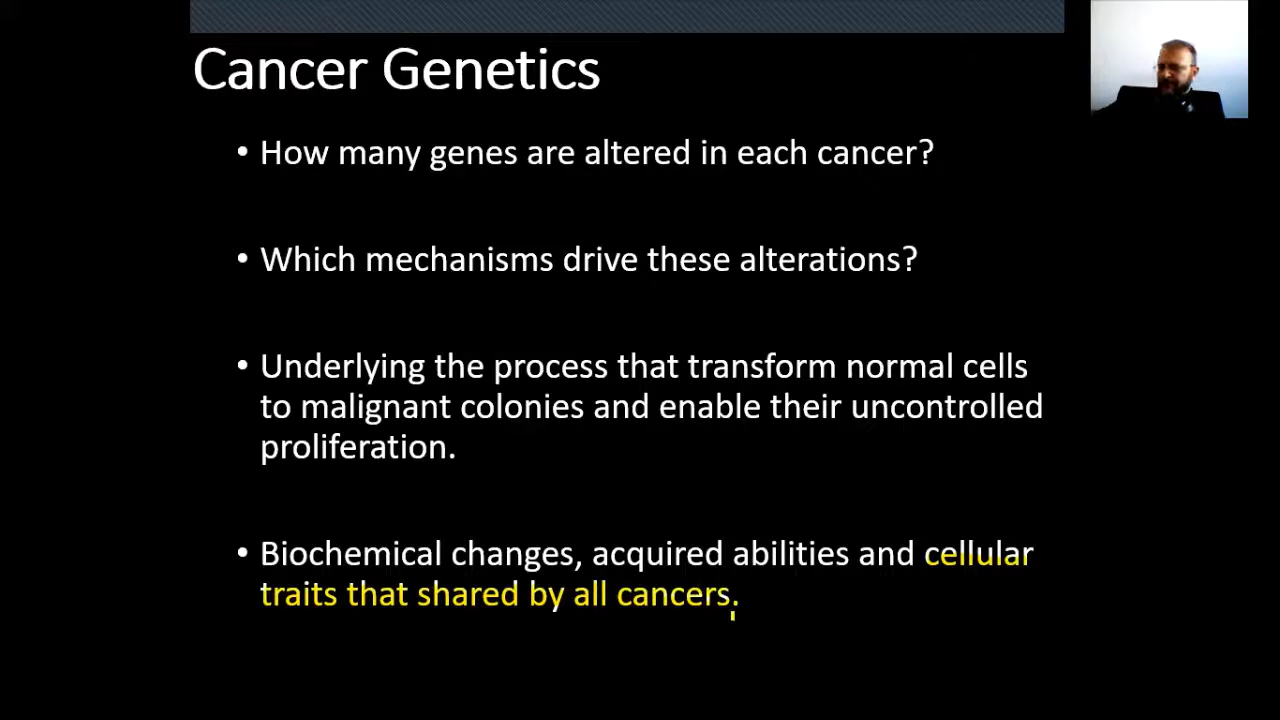 Cancer Genetics
• How many genes are altered in each cancer?
• Which mechanisms drive these alterations?
• Underlying the process that transform normal cells
to malignant colonies and enable their uncontrolled
proliferation.
• Biochemical changes, acquired abilities and cellular
traits that shared by all cancers.